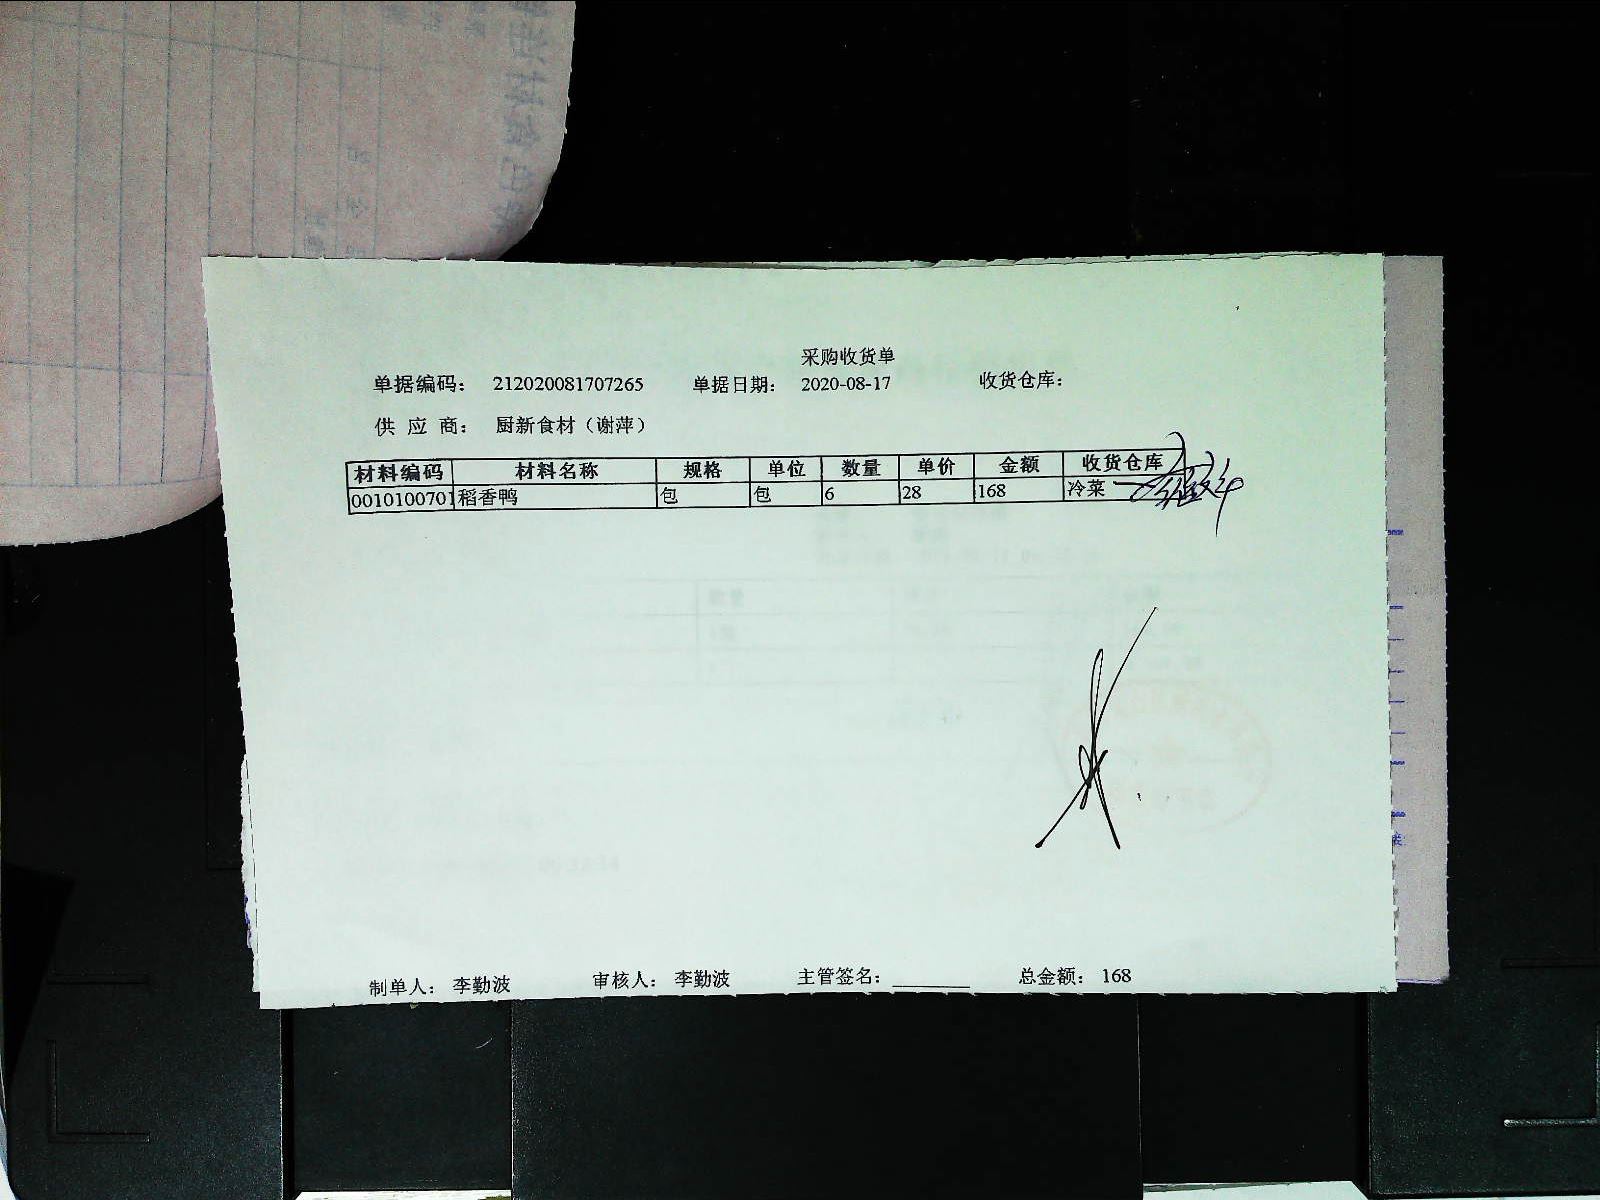 采购收货单
单据编码： 212020081707265 单据日期： 2020-08-17 收货仓库：
供 应 商： 厨新食材（谢萍）
材料编码 材料名称 规格 单位 数量 单价 金额 收货仓库
0010100701 稻香鸭 包 包 6 28 168 冷菜
制单人： 李勤波 审核人： 李勤波 主管签名： 总金额： 168